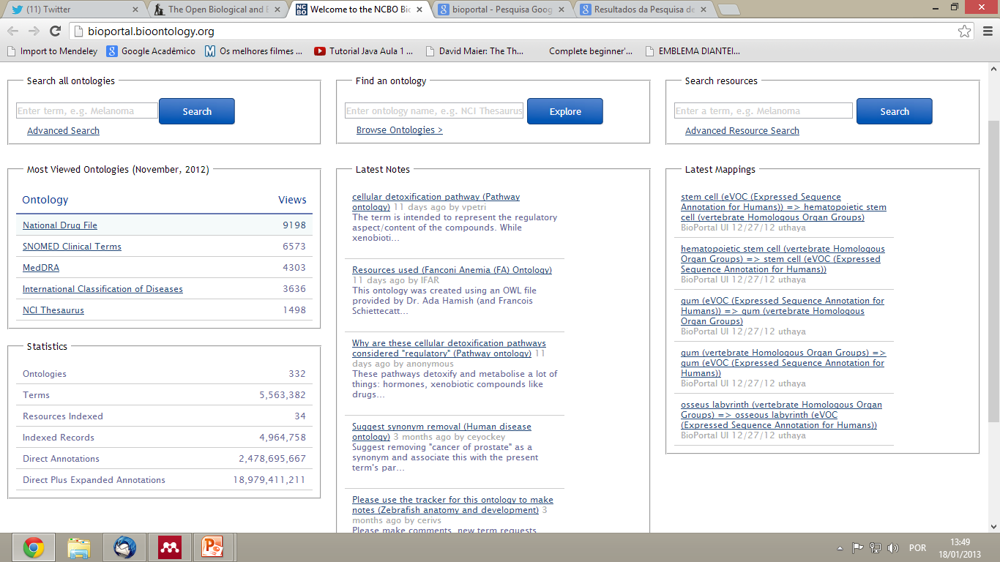 (11) Twitter
The Open Biological and E
Welcome to the NCBO Bio
bioportal - Pesquisa Goog
Resultados da Pesquisa de
bioportal.bioontology.org
Import to Mendeley
Google Acadêmico
Os melhores filmes ...
Tutorial Java Aula 1 ...
David Maier: The Th...
Complete beginner'...
EMBLEMA DIANTEI...
Search all ontologies
Enter term, e.g. Melanoma
Search
Advanced Search
Find an ontology
Enter ontology name, e.g. NCI Thesaurus
Explore
Browse Ontologies >
Search resources
Enter a term, e.g. Melanoma
Search
Advanced Resource Search
Most Viewed Ontologies (November, 2012)
Ontology Views
National Drug File 9198
SNOMED Clinical Terms 6573
MedDRA 4303
International Classification of Diseases 3636
NCI Thesaurus 1498
Statistics
Ontologies 332
Terms 5,563,382
Resources Indexed 34
Indexed Records 4,964,758
Direct Annotations 2,478,695,667
Direct Plus Expanded Annotations 18,979,411,211
Latest Notes
cellular detoxification pathway (Pathway
ontology) 11 days ago by vpetri
The term is intended to represent the regulatory
aspect/content of the compounds. While
xenobioti...
Resources used (Fanconi Anemia (FA) Ontology)
11 days ago by IFAR
This ontology was created using an OWL file
provided by Dr. Ada Hamish (and Francois
Schiettecatt...
Why are these cellular detoxification pathways
considered "regulatory" (Pathway ontology) 11
days ago by anonymous
These pathways detoxify and metabolise a lot of
things: hormones, xenobiotic compounds like
drugs...
Suggest synonym removal (Human disease
ontology) 3 months ago by ceyockey
Suggest removing "cancer of prostate" as a
synonym and associate this with the present
term's par...
Please use the tracker for this ontology to make
notes (Zebrafish anatomy and development) 3
months ago by cerivs
Please make comments, new term requests,
Latest Mappings
stem cell (eVOC (Expressed Sequence
Annotation for Humans)) => hematopoietic stem
cell (vertebrate Homologous Organ Groups)
BioPortal UI 12/27/12 uthaya
hematopoietic stem cell (vertebrate Homologous
Organ Groups) => stem cell (eVOC (Expressed
Sequence Annotation for Humans))
BioPortal UI 12/27/12 uthaya
gum (eVOC (Expressed Sequence Annotation for
Humans)) => gum (vertebrate Homologous
Organ Groups)
BioPortal UI 12/27/12 uthaya
gum (vertebrate Homologous Organ Groups) =>
gum (eVOC (Expressed Sequence Annotation for
Humans))
BioPortal UI 12/27/12 uthaya
osseus labyrinth (vertebrate Homologous Organ
Groups) => osseous labyrinth (eVOC
(Expressed Sequence Annotation for Humans))
BioPortal UI 12/27/12 uthaya
POR
13:49
18/01/2013